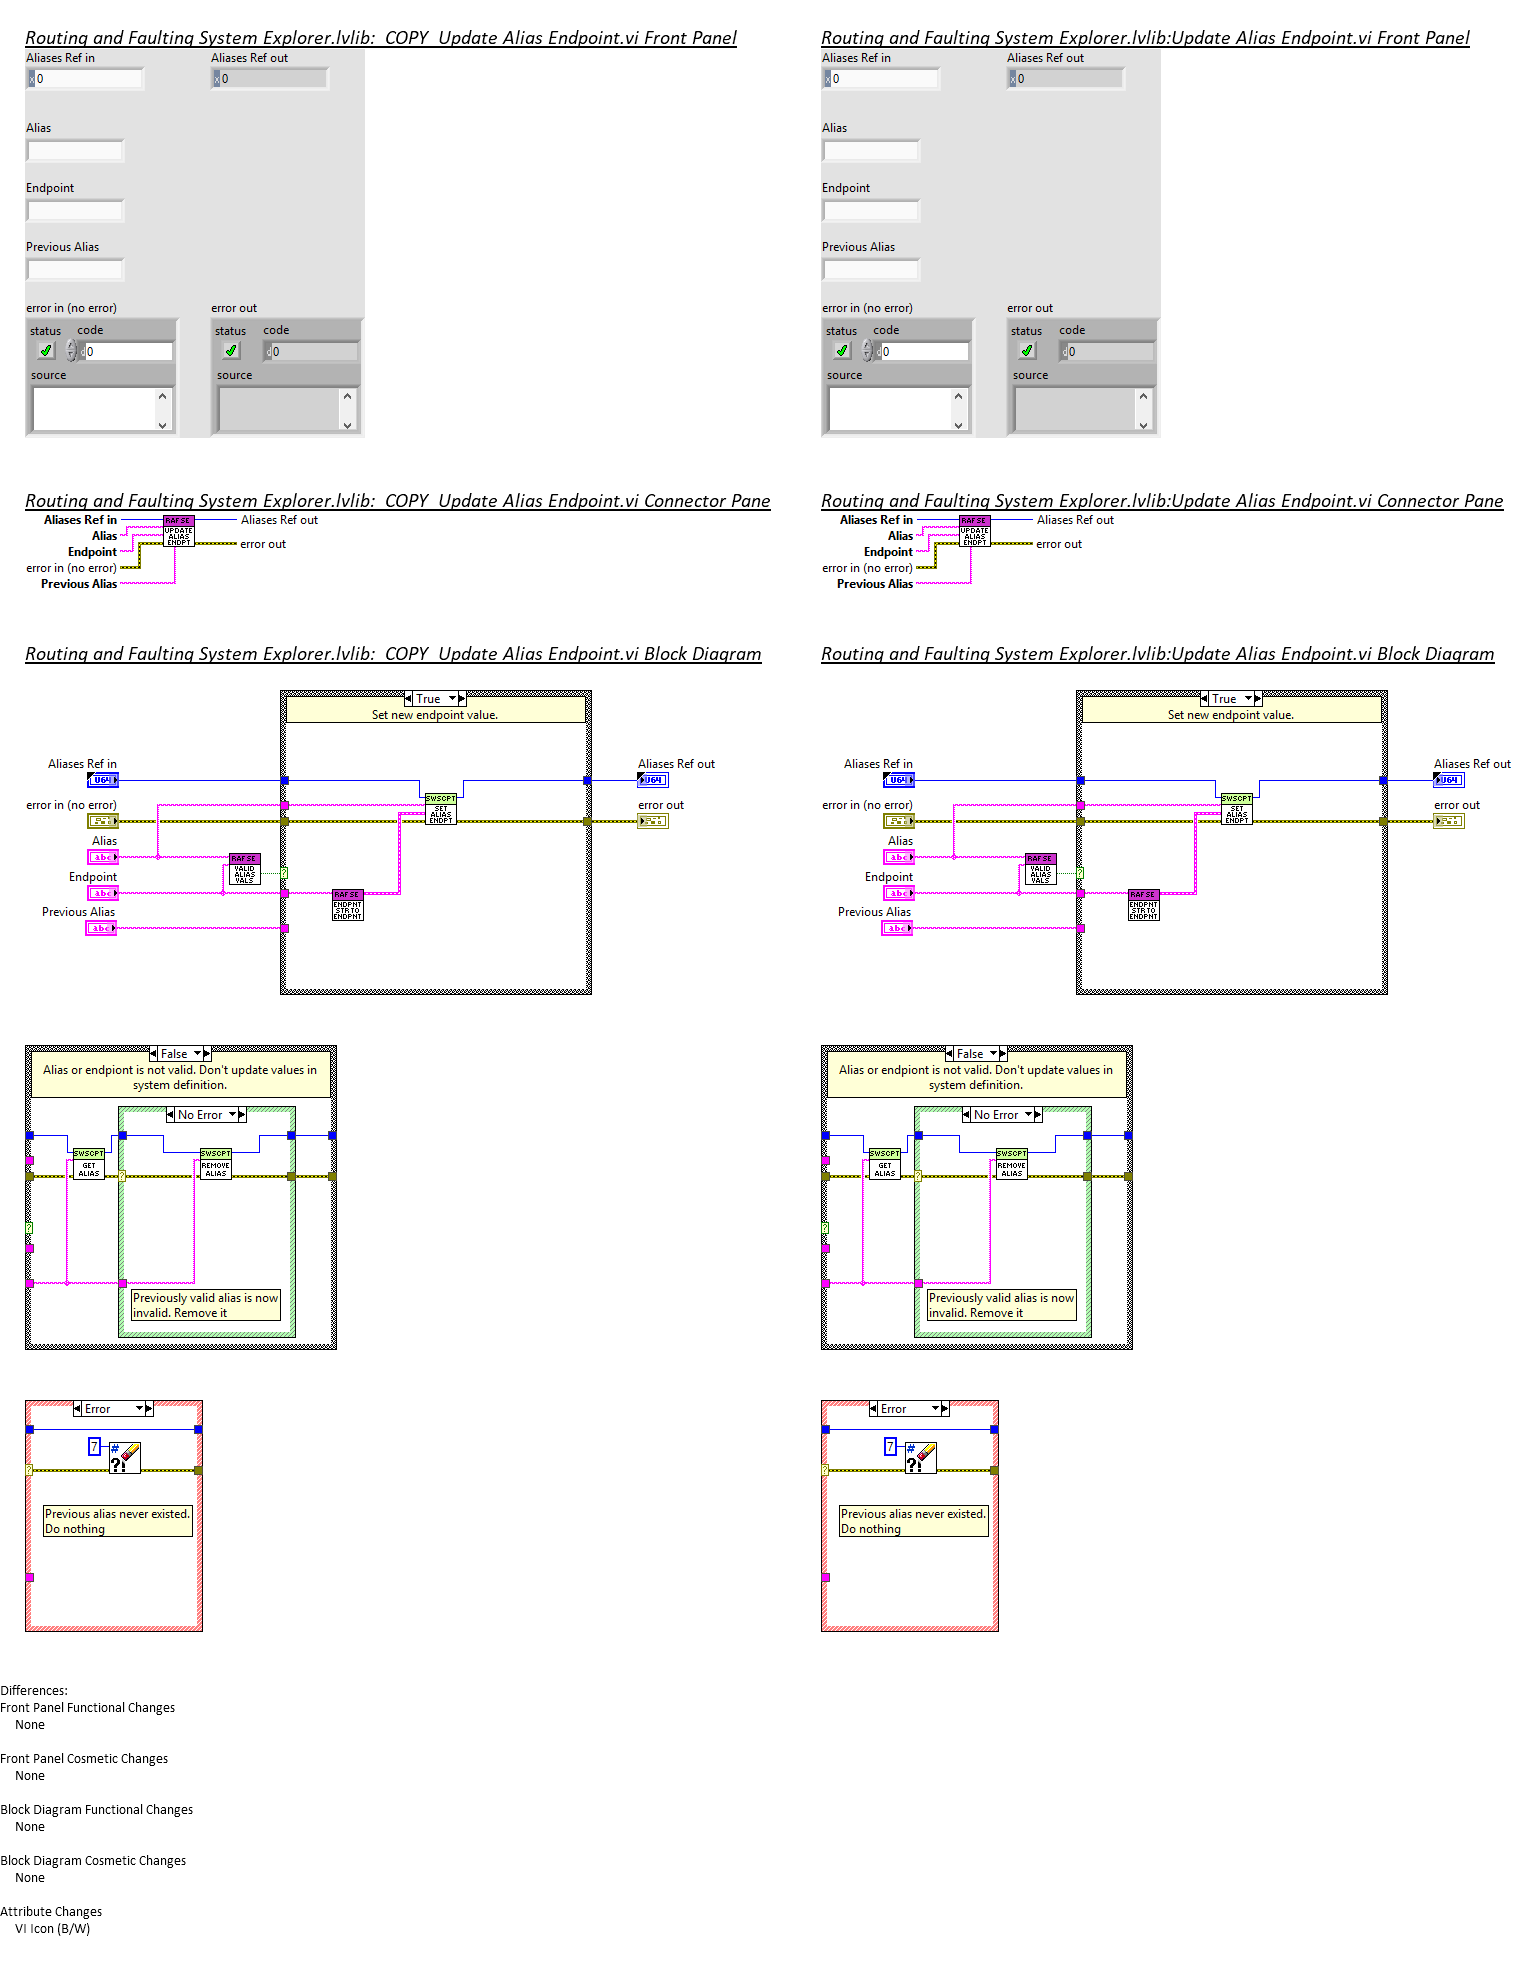 Routing and Faulting System Explorer.lvlib:  COPY  Update Alias Endpoint.vi Front Panel
Aliases Ref in
Aliases Ref out
x 0
x 0
Alias
Endpoint
Previous Alias
error in (no error)
error out
status
code
status
code
d 0
d 0
source
source
Routing and Faulting System Explorer.lvlib:Update Alias Endpoint.vi Front Panel
Aliases Ref in
Aliases Ref out
x 0
x 0
Alias
Endpoint
Previous Alias
error in (no error)
error out
status
code
status
code
d 0
d 0
source
source
Routing and Faulting System Explorer.lvlib:  COPY  Update Alias Endpoint.vi Connector Pane
Aliases Ref in
Alias
Endpoint
error in (no error)
Previous Alias
RAFSE
UPDATE
ALIAS
ENDPT
Aliases Ref out
error out
Routing and Faulting System Explorer.lvlib:Update Alias Endpoint.vi Connector Pane
Aliases Ref in
Alias
Endpoint
error in (no error)
Previous Alias
RAFSE
UPDATE
ALIAS
ENDPT
Aliases Ref out
error out
Routing and Faulting System Explorer.lvlib:  COPY  Update Alias Endpoint.vi Block Diagram
True
Set new endpoint value.
Aliases Ref in
U64
error in (no error)
Alias
abc
Endpoint
abc
Previous Alias
abc
RAFSE
VALID
ALIAS
VALS
?
RAFSE
ENDPNT
STRTO
ENDPNT
SWSCPT
SET
ALIAS
ENDPT
Aliases Ref out
U64
error out
Routing and Faulting System Explorer.lvlib:Update Alias Endpoint.vi Block Diagram
True
Set new endpoint value.
Aliases Ref in
U64
error in (no error)
Alias
abc
Endpoint
abc
Previous Alias
abc
RAFSE
VALID
ALIAS
VALS
?
RAFSE
ENDPNT
STRTO
ENDPNT
SWSCPT
SET
ALIAS
ENDPT
Aliases Ref out
U64
error out
False
Alias or endpiont is not valid. Don't update values in
system definition.
No Error
SWSCPT
GET
ALIAS
SWSCPT
REMOVE
ALIAS
?
?
Previously valid alias is now
invalid. Remove it
False
Alias or endpiont is not valid. Don't update values in
system definition.
No Error
SWSCPT
GET
ALIAS
SWSCPT
REMOVE
ALIAS
?
?
Previously valid alias is now
invalid. Remove it
Error
7
#
?!
?
Previous alias never existed.
Do nothing
Error
7
#
?!
?
Previous alias never existed.
Do nothing
Differences:
Front Panel Functional Changes
None
Front Panel Cosmetic Changes
None
Block Diagram Functional Changes
None
Block Diagram Cosmetic Changes
None
Attribute Changes
VI Icon (B/W)